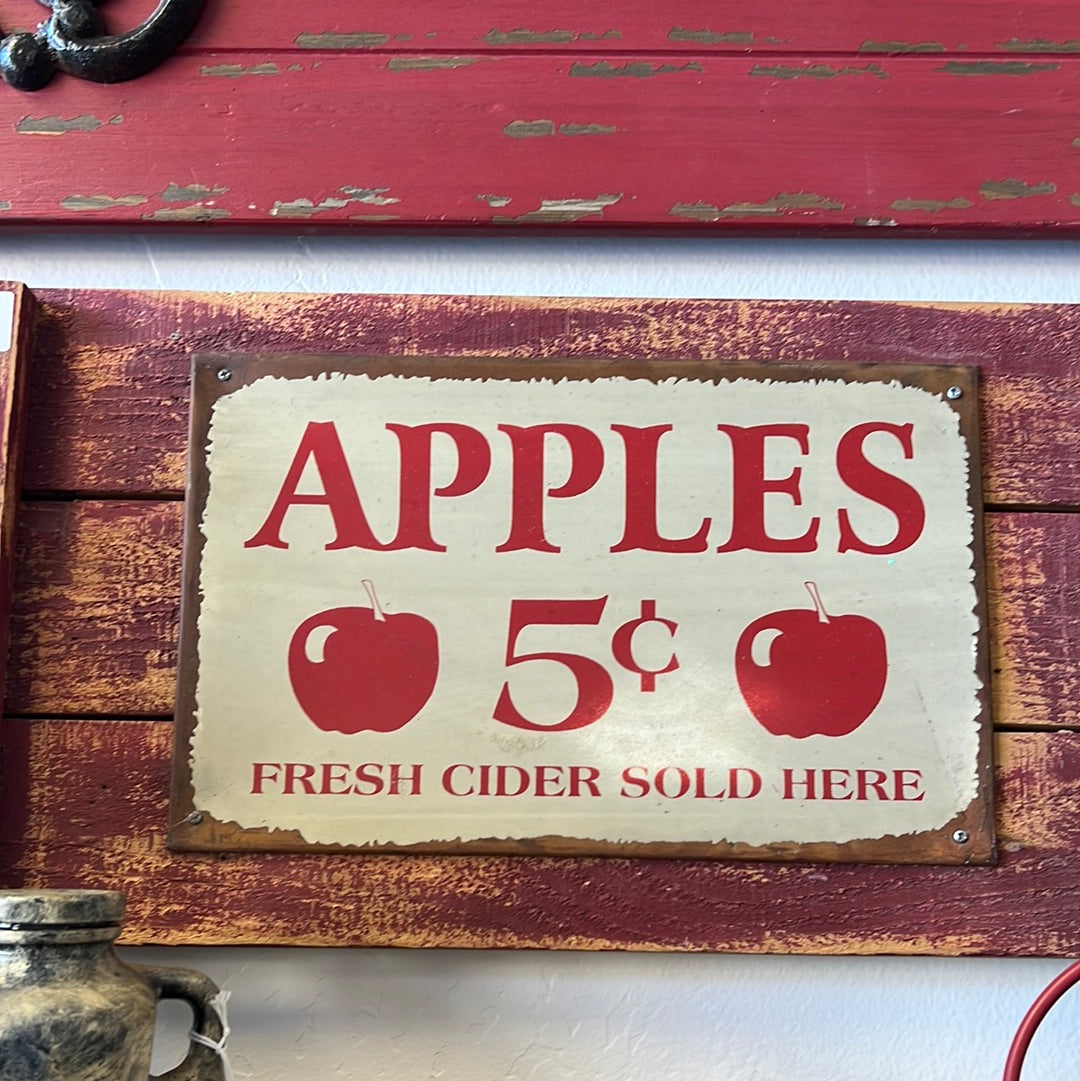 APPLES
5¢
FRESH CIDER SOLD HERE